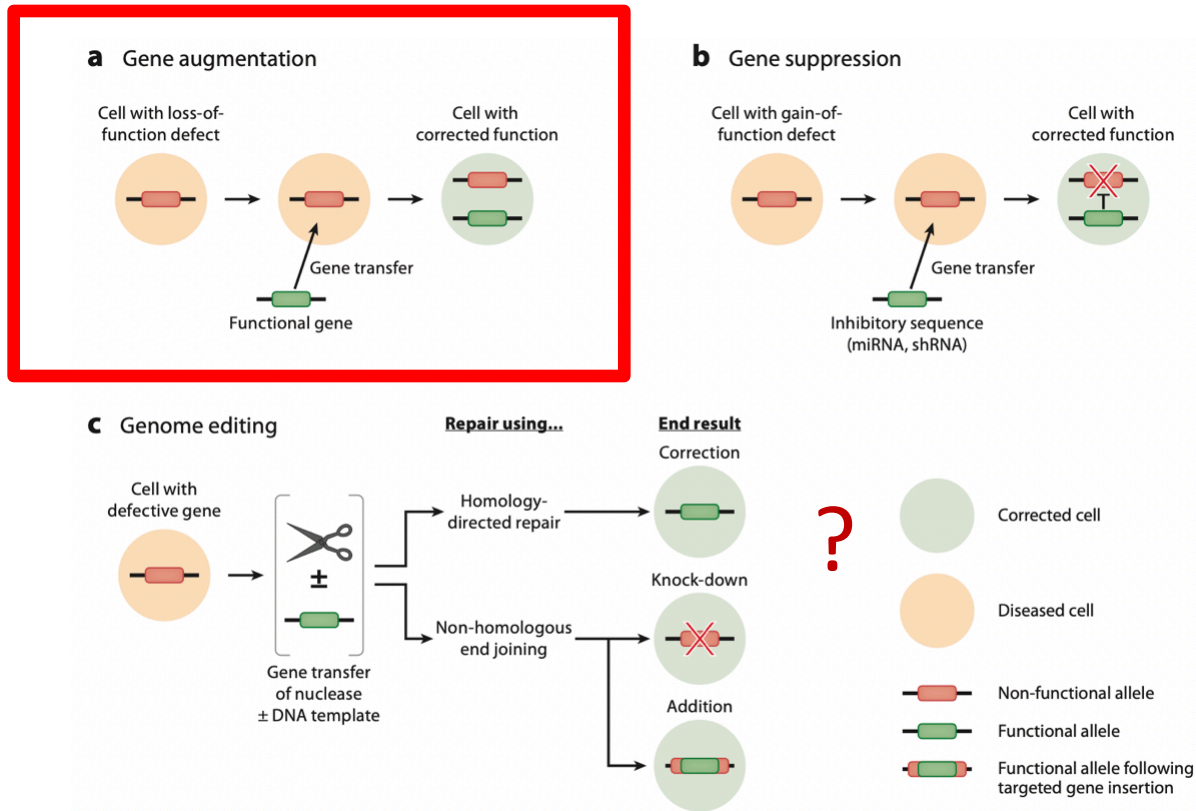 a Gene augmentation
Cell with loss-of-
function defect
Cell with
corrected function
Gene transfer
Functional gene
b Gene suppression
Cell with gain-of-
function defect
Cell with
corrected function
Gene transfer
Inhibitory sequence
(miRNA, shRNA)
c Genome editing
Repair using...
End result
Cell with
defective gene
±
Gene transfer
of nuclease
± DNA template
Homology-
directed repair
Non-homologous
end joining
Correction
Knock-down
Addition
?
Corrected cell
Diseased cell
Non-functional allele
Functional allele
Functional allele following
targeted gene insertion